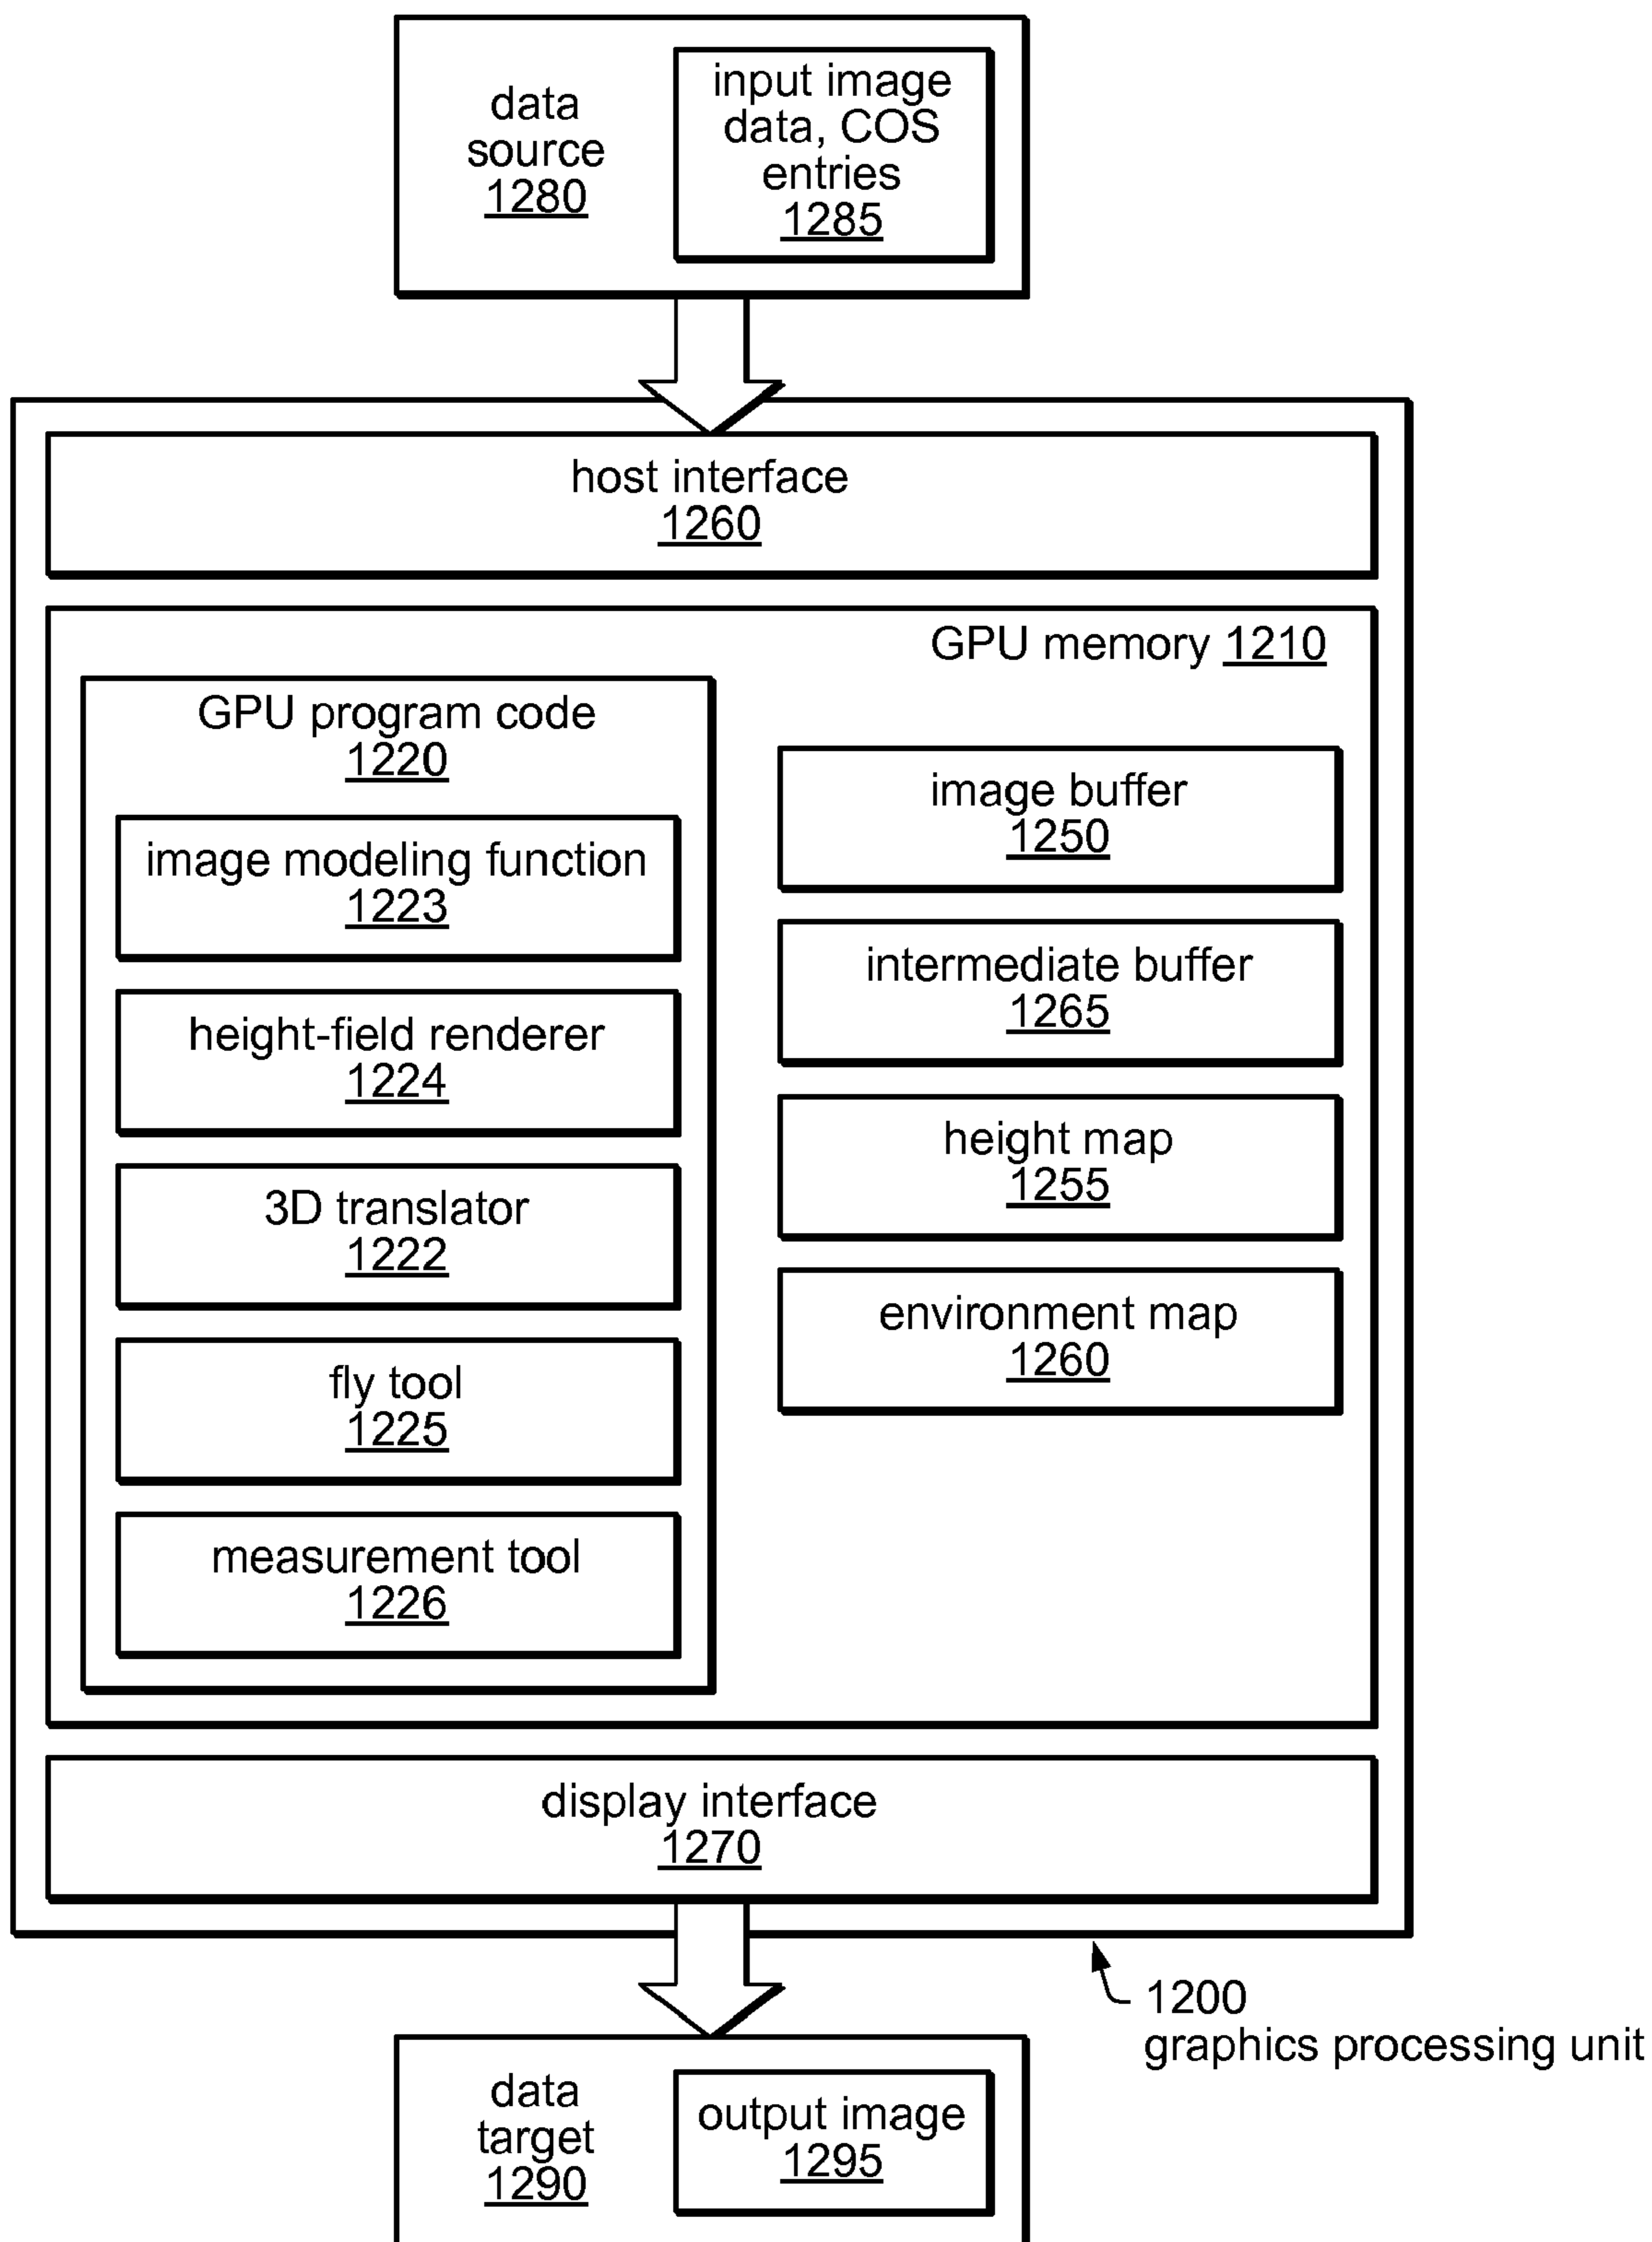 data
source
1280
input image
data, COS
entries
1285
host interface
1260
GPU memory 1210
GPU program code
1220
image modeling function
1223
height-field renderer
1224
3D translator
1222
fly tool
1225
measurement tool
1226
image buffer
1250
intermediate buffer
1265
height map
1255
environment map
1260
display interface
1270
1200
graphics processing unit
data
target
1290
output image
1295